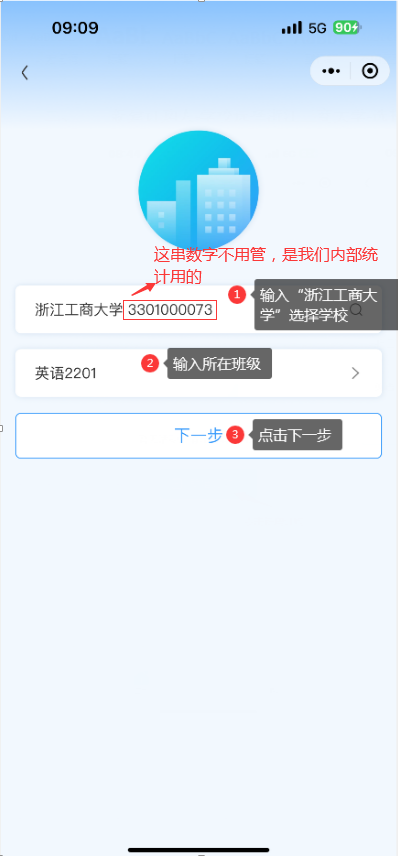 09:09
5G
90
这串数字不用管，是我们内部统
计用的
浙江工商大学 3301000073
1
输入“浙江工商大
学”选择学校
英语2201
2
输入所在班级
下一步
3
点击下一步